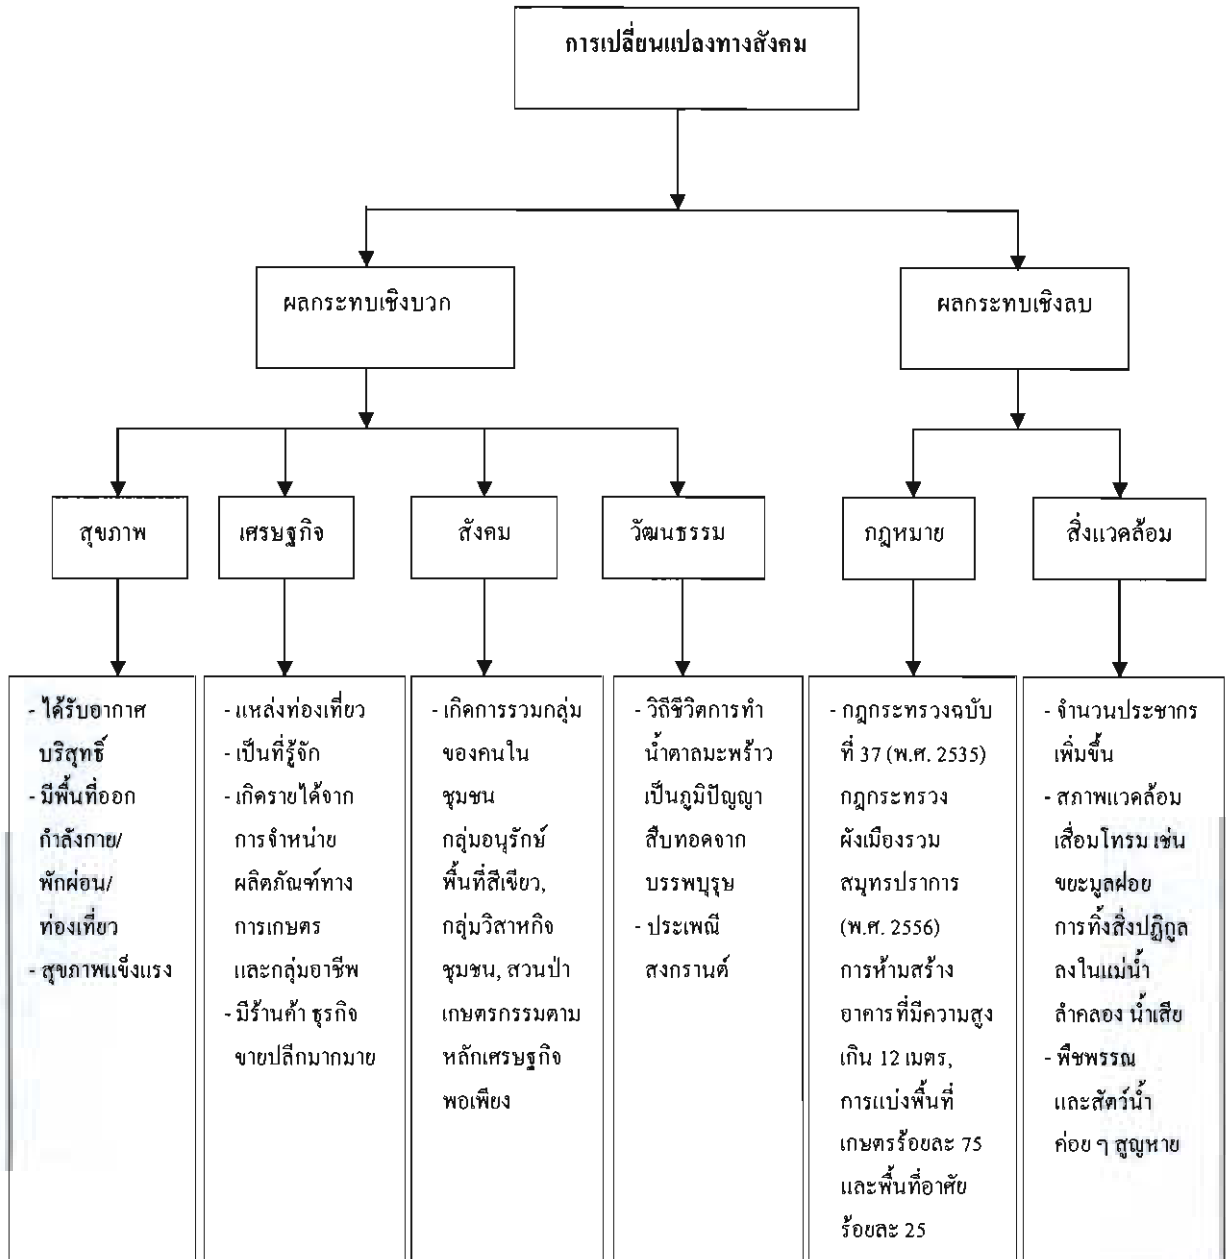 การเปลี่ยนแปลงทางสังคม
ผลกระทบเชิงบวก
ผลกระทบเชิงลบ
สุขภาพ
เศรษฐกิจ
สังคม
วัฒนธรรม
กฎหมาย
สิ่งแวดล้อม
- ได้รับอากาศ
บริสุทธิ์
- มีพื้นที่ออก
กำลังกาย/
พักผ่อน/
ท่องเที่ยว
- สุขภาพแข็งแรง
- แหล่งท่องเที่ยว
- เป็นที่รู้จัก
- เกิดรายได้จาก
การจำหน่าย
ผลิตภัณฑ์ทาง
การเกษตร
และกลุ่มอาชีพ
- มีร้านค้า ธุรกิจ
ขายปลีกมากมาย
- เกิดการรวมกลุ่ม
ของคนใน
ชุมชน
กลุ่มอนุรักษ์
พื้นที่สีเขียว,
กลุ่มวิสาหกิจ
ชุมชน, สวนป่า
เกษตรกรรมตาม
หลักเศรษฐกิจ
พอเพียง
- วิถีชีวิตการทำ
น้ำตาลมะพร้าว
เป็นภูมิปัญญา
สืบทอดจาก
บรรพบุรุษ
- ประเพณี
สงกรานต์
- กฎกระทรวงฉบับ
ที่ 37 (พ.ศ. 2535)
กฎกระทรวง
ผังเมืองรวม
สมุทรปราการ
(พ.ศ. 2556)
การห้ามสร้าง
อาคารที่มีความสูง
เกิน 12 เมตร,
การแบ่งพื้นที่
เกษตรร้อยละ 75
และพื้นที่อาศัย
ร้อยละ 25
- จำนวนประชากร
เพิ่มขึ้น
- สภาพแวดล้อม
เสื่อมโทรม เช่น
ขยะมูลฝอย
การทิ้งสิ่งปฏิกูล
ลงในแม่น้ำ
ลำคลอง น้ำเสีย
- พืชพรรณ
และสัตว์น้ำ
ค่อย ๆ สูญหาย